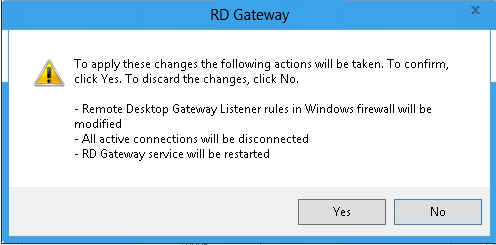 RD Gateway
To apply these changes the following actions will be taken. To confirm,
click Yes. To discard the changes, click No.
- Remote Desktop Gateway Listener rules in Windows firewall will be
modified
- All active connections will be disconnected
- RD Gateway service will be restarted
Yes No